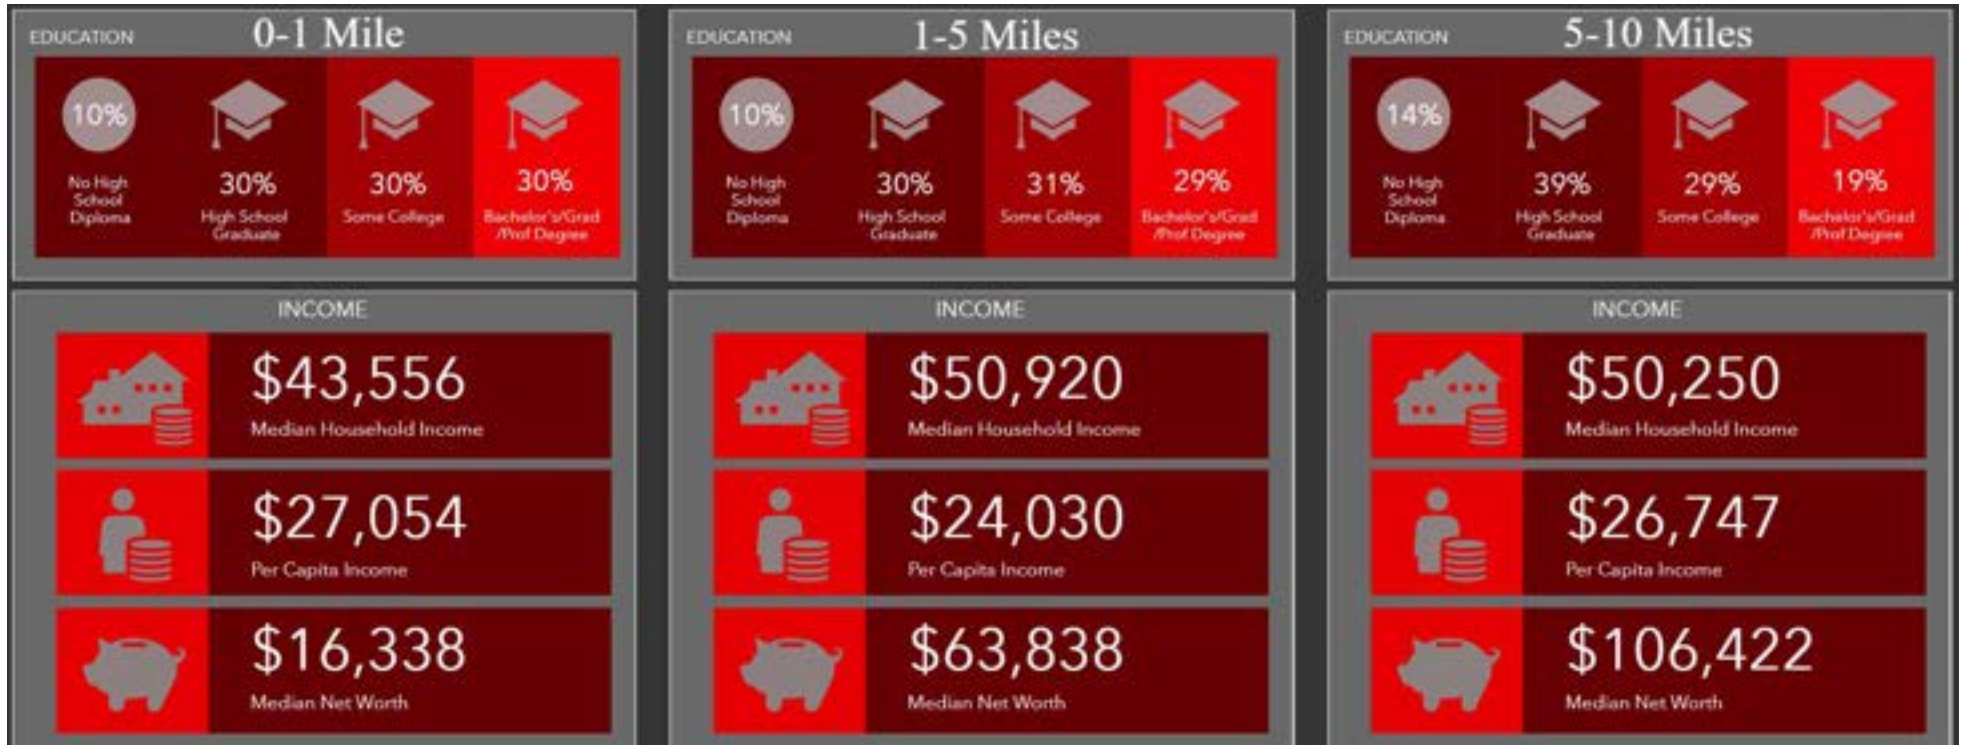 EDUCATION 0-1 Mile
10%
No High
School
Diploma
30%
High School
Graduate
30%
Some College
30%
Bachelor's/Grad
/Prof Degree
INCOME
$43,556
Median Household Income
$27,054
Per Capita Income
$16,338
Median Net Worth
EDUCATION 1-5 Miles
10%
No High
School
Diploma
30%
High School
Graduate
31%
Some College
29%
Bachelor's/Grad
/Prof Degree
INCOME
$50,920
Median Household Income
$24,030
Per Capita Income
$63,838
Median Net Worth
EDUCATION 5-10 Miles
14%
No High
School
Diploma
39%
High School
Graduate
29%
Some College
19%
Bachelor's/Grad
/Prof Degree
INCOME
$50,250
Median Household Income
$26,747
Per Capita Income
$106,422
Median Net Worth